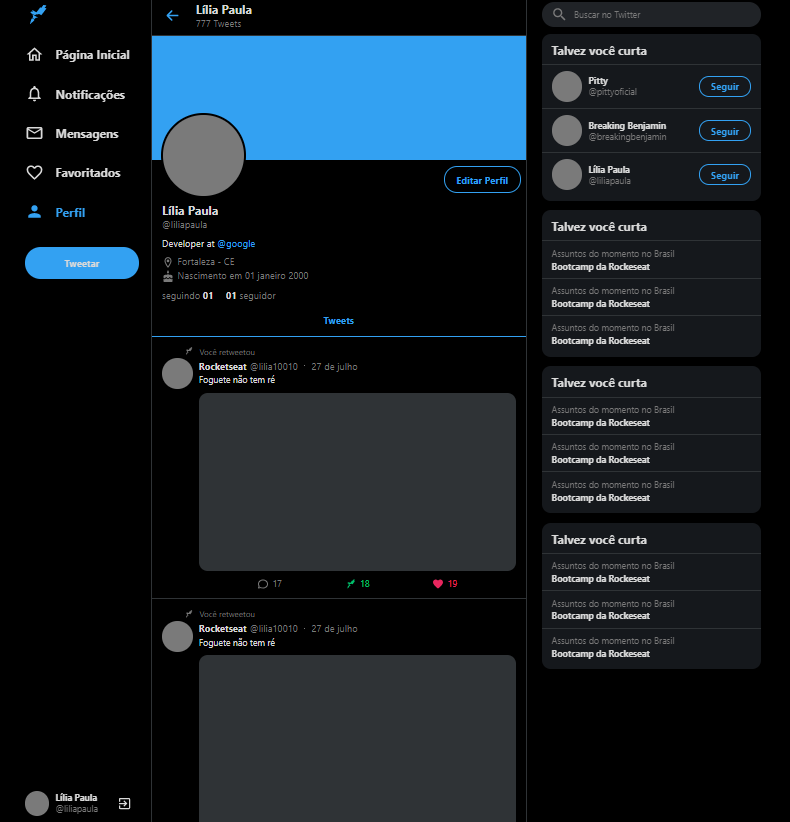 Página Inicial
Notificações
Mensagens
Favoritados
Perfil
Tweetar
Lília Paula
@liliapaula
Lília Paula
777 Tweets
Editar Perfil
Lília Paula
@liliapaula
Developer at @google
Fortaleza - CE
Nascimento em 01 janeiro 2000
seguindo 01 01 seguidor
Tweets
Você retweetou
Rocketseat @lilia10010 · 27 de julho
Foguete não tem ré
17 18 19
Você retweetou
Rocketseat @lilia10010 · 27 de julho
Foguete não tem ré
Buscar no Twitter
Talvez você curta
Pitty
@pittyoficial
Seguir
Breaking Benjamin
@breakingbenjamin
Seguir
Lília Paula
@liliapaula
Seguir
Talvez você curta
Assuntos do momento no Brasil
Bootcamp da Rockeseat
Assuntos do momento no Brasil
Bootcamp da Rockeseat
Assuntos do momento no Brasil
Bootcamp da Rockeseat
Talvez você curta
Assuntos do momento no Brasil
Bootcamp da Rockeseat
Assuntos do momento no Brasil
Bootcamp da Rockeseat
Assuntos do momento no Brasil
Bootcamp da Rockeseat
Talvez você curta
Assuntos do momento no Brasil
Bootcamp da Rockeseat
Assuntos do momento no Brasil
Bootcamp da Rockeseat
Assuntos do momento no Brasil
Bootcamp da Rockeseat